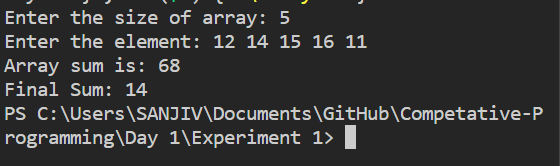 Enter the size of array: 5
Enter the element: 12 14 15 16 11
Array sum is: 68
Final Sum: 14
PS C:\Users\SANJIV\Documents\GitHub\Competative-P
rogramming\Day 1\Experiment 1>